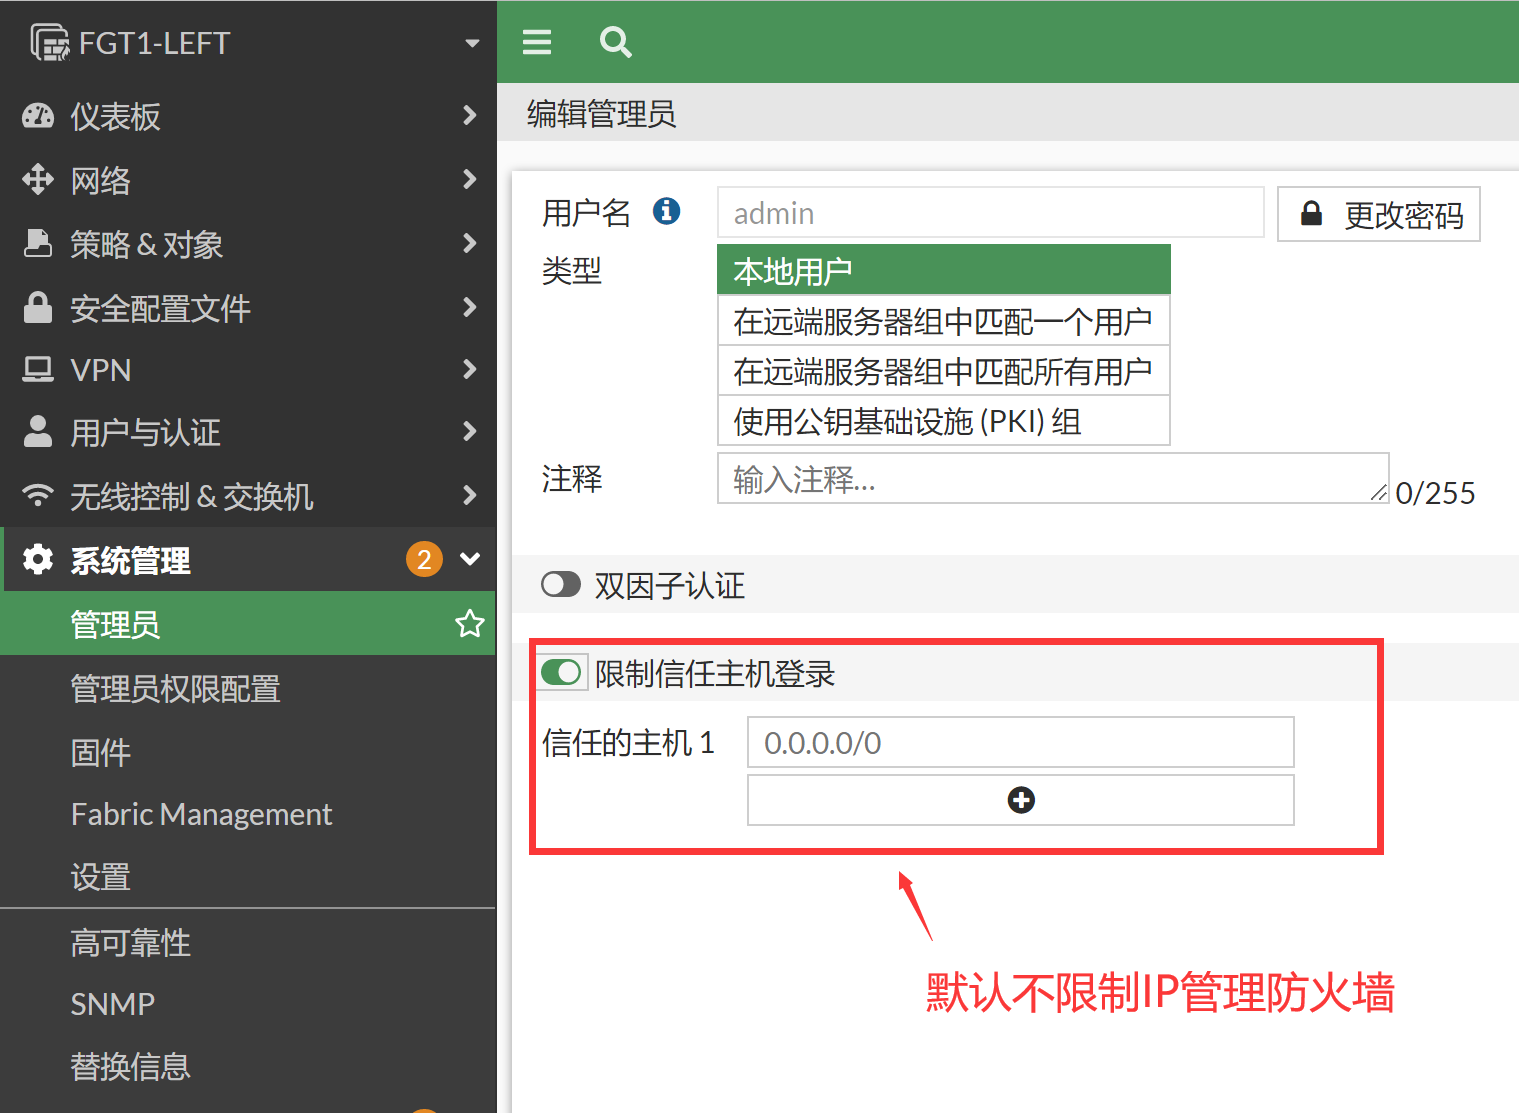 FGT1-LEFT
仪表板
网络
策略 & 对象
安全配置文件
VPN
用户与认证
无线控制 & 交换机
系统管理 2
管理员
管理员权限配置
固件
Fabric Management
设置
高可靠性
SNMP
替换信息
编辑管理员
用户名 admin 更改密码
类型 本地用户
在远端服务器组中匹配一个用户
在远端服务器组中匹配所有用户
使用公钥基础设施 (PKI) 组
注释 输入注释... 0/255
双因子认证
限制信任主机登录
信任的主机 1 0.0.0.0/0
默认不限制IP管理防火墙